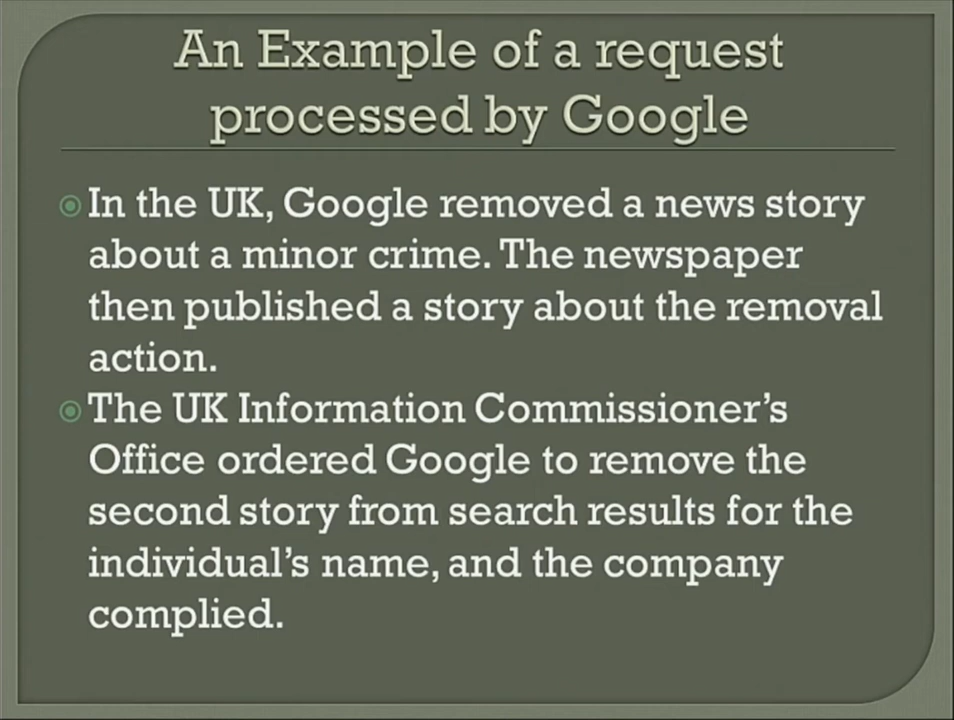 An Example of a request
processed by Google
In the UK, Google removed a news story
about a minor crime. The newspaper
then published a story about the removal
action.
The UK Information Commissioner's
Office ordered Google to remove the
second story from search results for the
individual's name, and the company
complied.